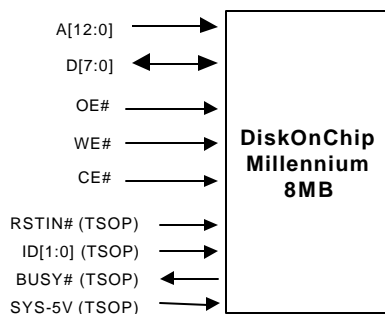 A[12:0]
D[7:0]
OE#
WE#
CE#
RSTIN# (TSOP)
ID[1:0] (TSOP)
BUSY# (TSOP)
SYS-5V (TSOP)
DiskOnChip
Millennium
8MB